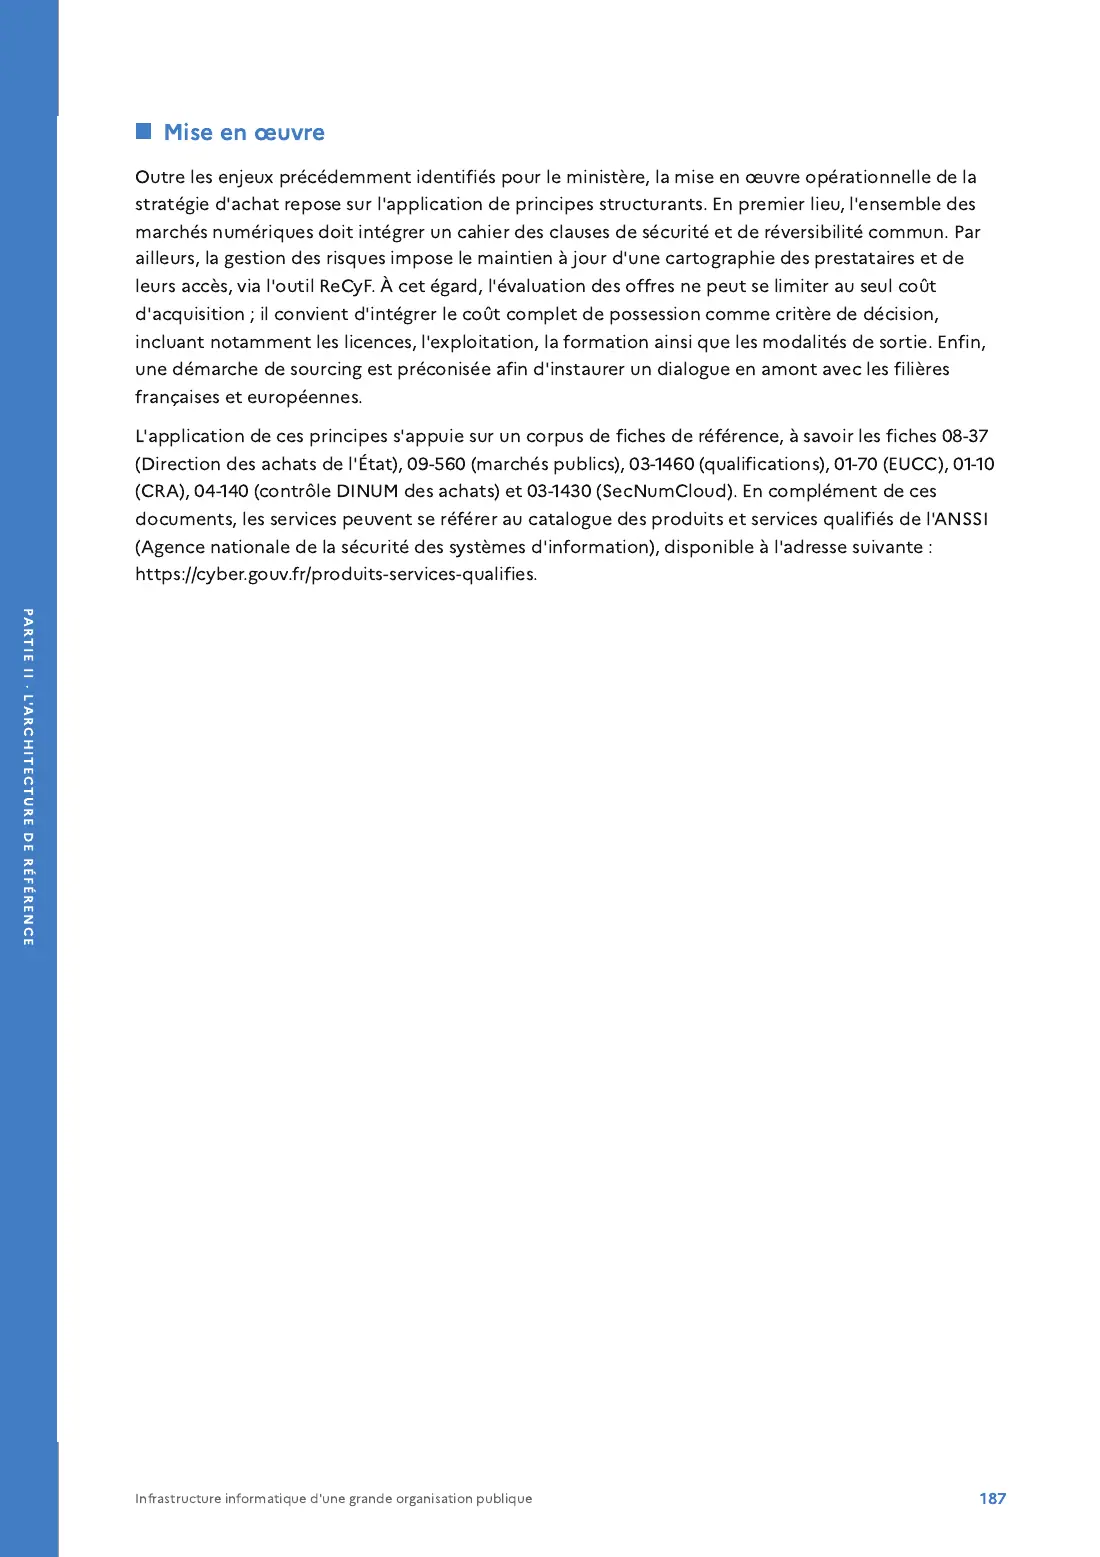 Mise en œuvre
Outre les enjeux précédemment identifiés pour le ministère, la mise en œuvre opérationnelle de la
stratégie d'achat repose sur l'application de principes structurants. En premier lieu, l'ensemble des
marchés numériques doit intégrer un cahier des clauses de sécurité et de réversibilité commun. Par
ailleurs, la gestion des risques impose le maintien à jour d'une cartographie des prestataires et de
leurs accès, via l'outil ReCyF. À cet égard, l'évaluation des offres ne peut se limiter au seul coût
d'acquisition ; il convient d'intégrer le coût complet de possession comme critère de décision,
incluant notamment les licences, l'exploitation, la formation ainsi que les modalités de sortie. Enfin,
une démarche de sourcing est préconisée afin d'instaurer un dialogue en amont avec les filières
françaises et européennes.
L'application de ces principes s'appuie sur un corpus de fiches de référence, à savoir les fiches 08-37
(Direction des achats de l'État), 09-560 (marchés publics), 03-1460 (qualifications), 01-70 (EUCC), 01-10
(CRA), 04-140 (contrôle DINUM des achats) et 03-1430 (SecNumCloud). En complément de ces
documents, les services peuvent se référer au catalogue des produits et services qualifiés de l'ANSSI
(Agence nationale de la sécurité des systèmes d'information), disponible à l'adresse suivante :
https://cyber.gouv.fr/produits-services-qualifies.
PARTIE II · L'ARCHITECTURE DE RÉFÉRENCE
Infrastructure informatique d'une grande organisation publique
187